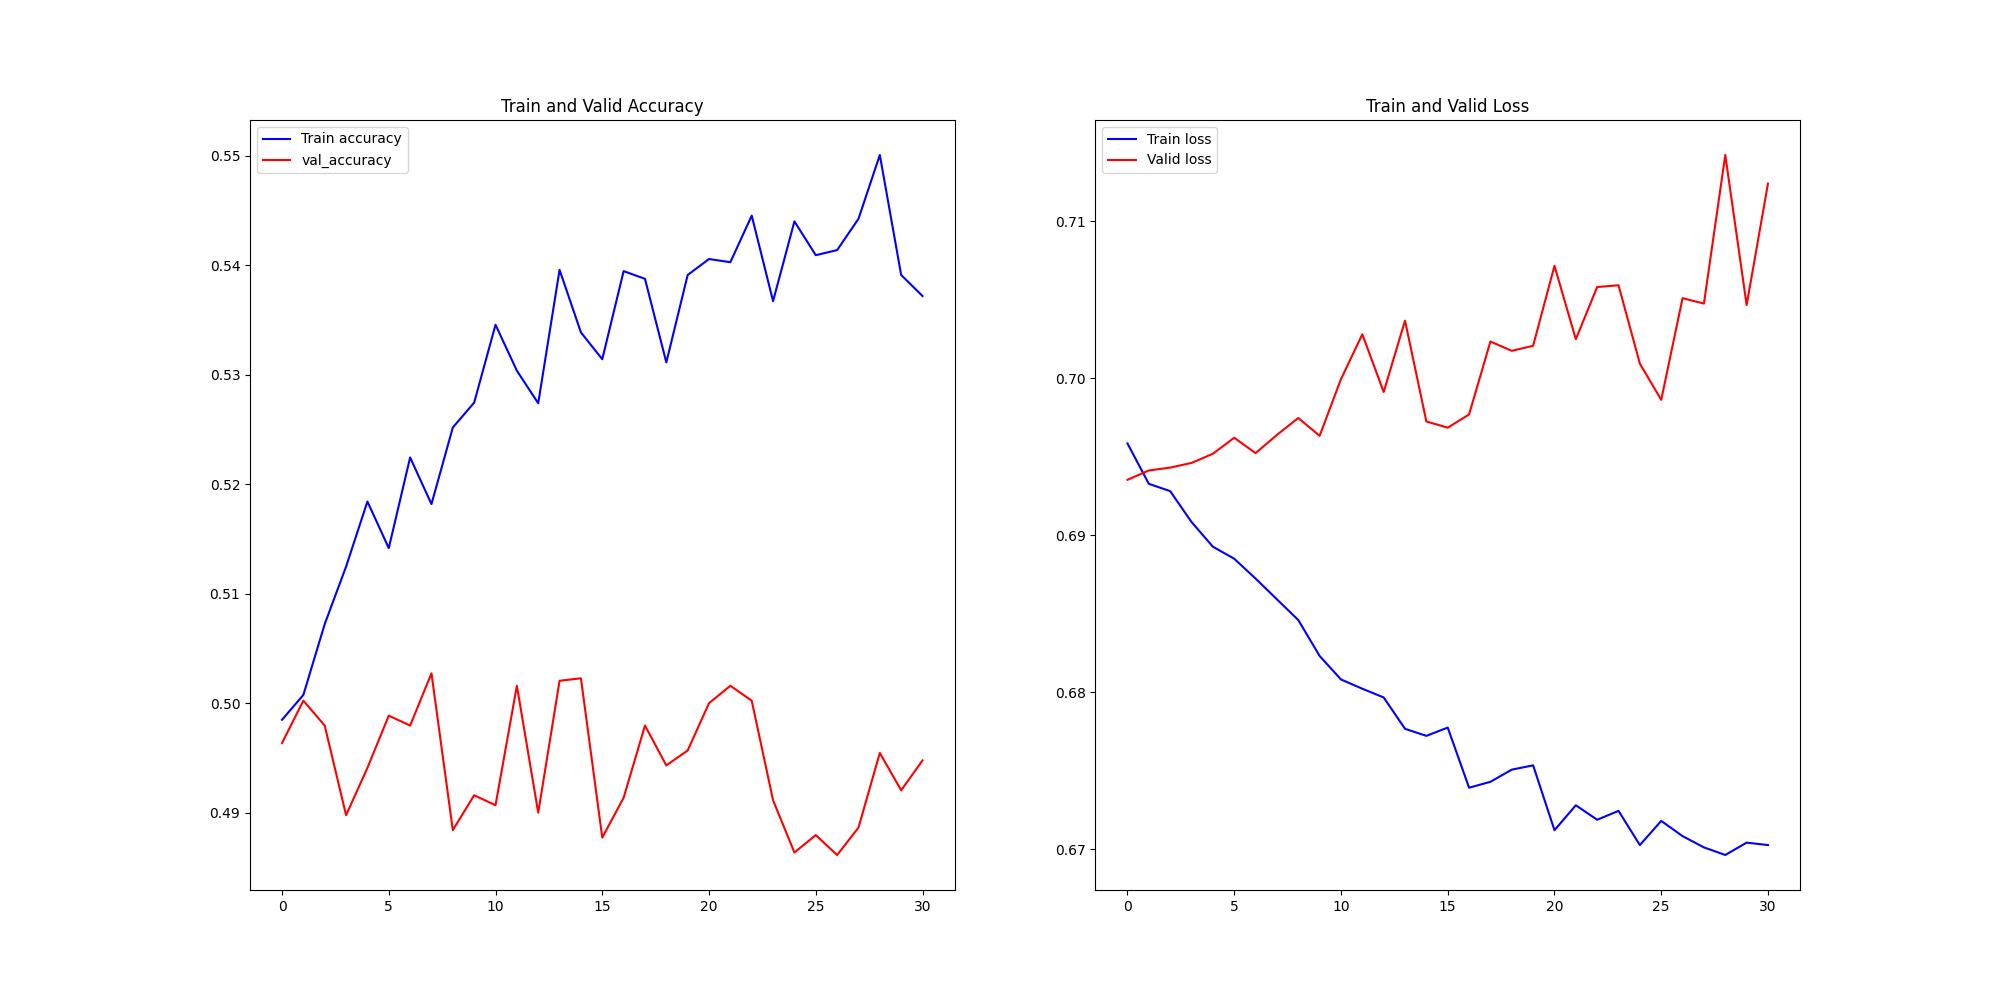 Train and Valid Accuracy
Train accuracy
val_accuracy
0.55
0.54
0.53
0.52
0.51
0.50
0.49
0 5 10 15 20 25 30
Train and Valid Loss
Train loss
Valid loss
0.71
0.70
0.69
0.68
0.67
0 5 10 15 20 25 30